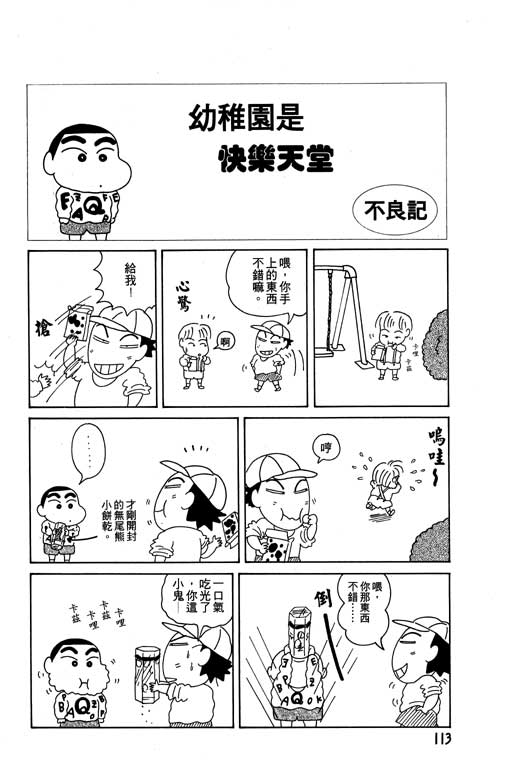 幼稚園是
快樂天堂
不良記
卡哩
卡茲
喂，你手
上的東西
不錯嘛。
心驚
啊
給我！
搶
嗚哇～
哼
才剛開封
的無尾熊
小餅乾。
．．．．．．
喂，
你那東西
不錯……
倒
一口氣
吃光了
，你這
小鬼─
卡哩
卡茲
卡哩
卡茲
113